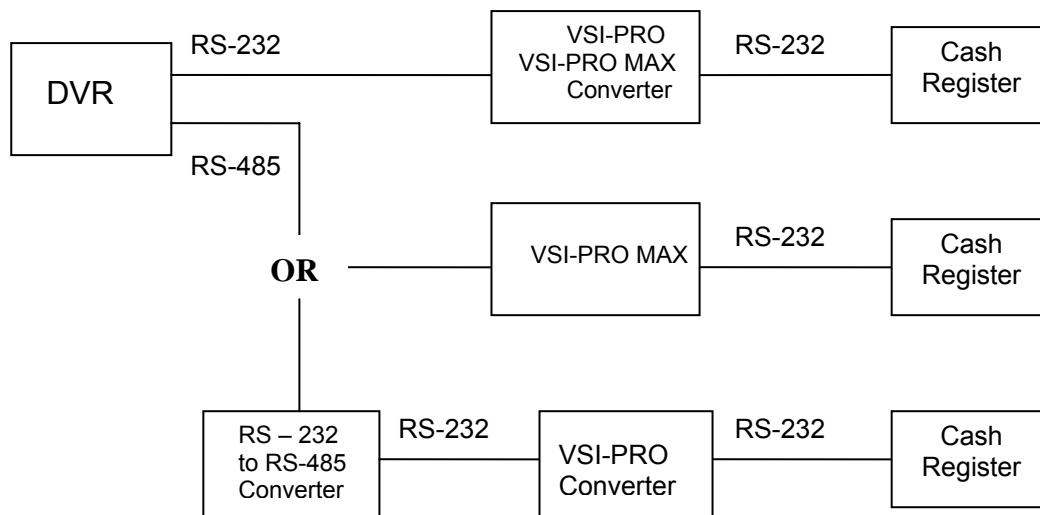 DVR
RS-232
VSI-PRO
VSI-PRO MAX
Converter
RS-232
Cash
Register
RS-485
OR
VSI-PRO MAX
RS-232
Cash
Register
RS – 232
to RS-485
Converter
RS-232
VSI-PRO
Converter
RS-232
Cash
Register